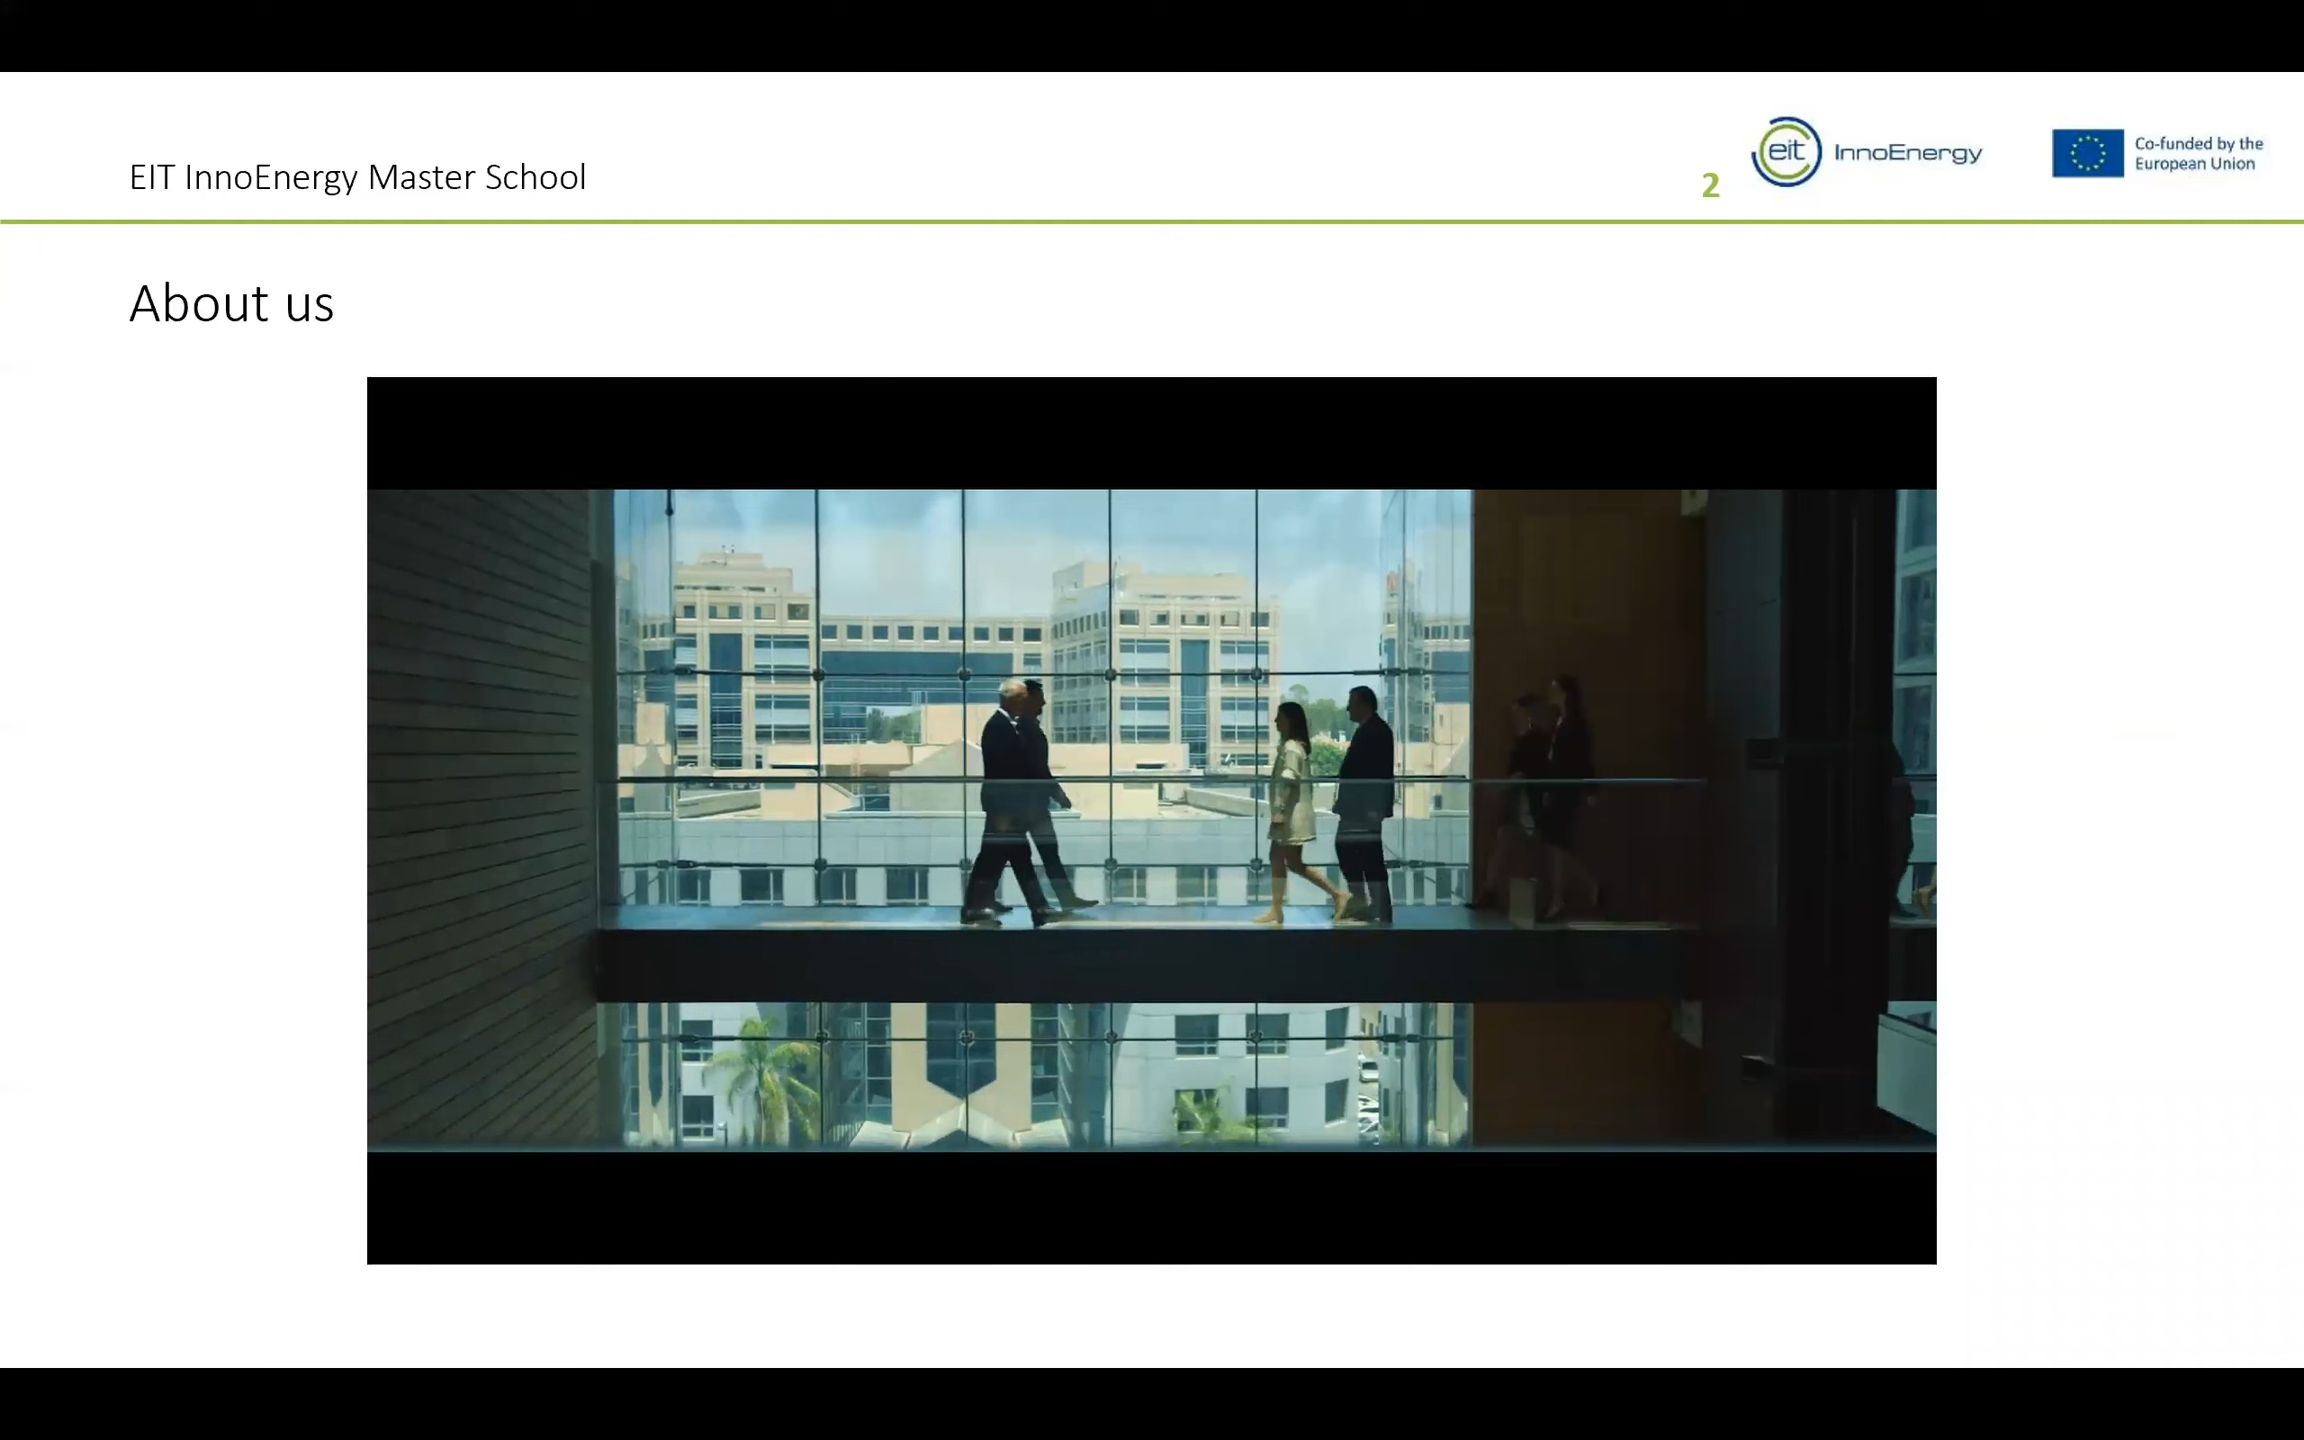 EIT InnoEnergy Master School
2
eit InnoEnergy
Co-funded by the
European Union
About us